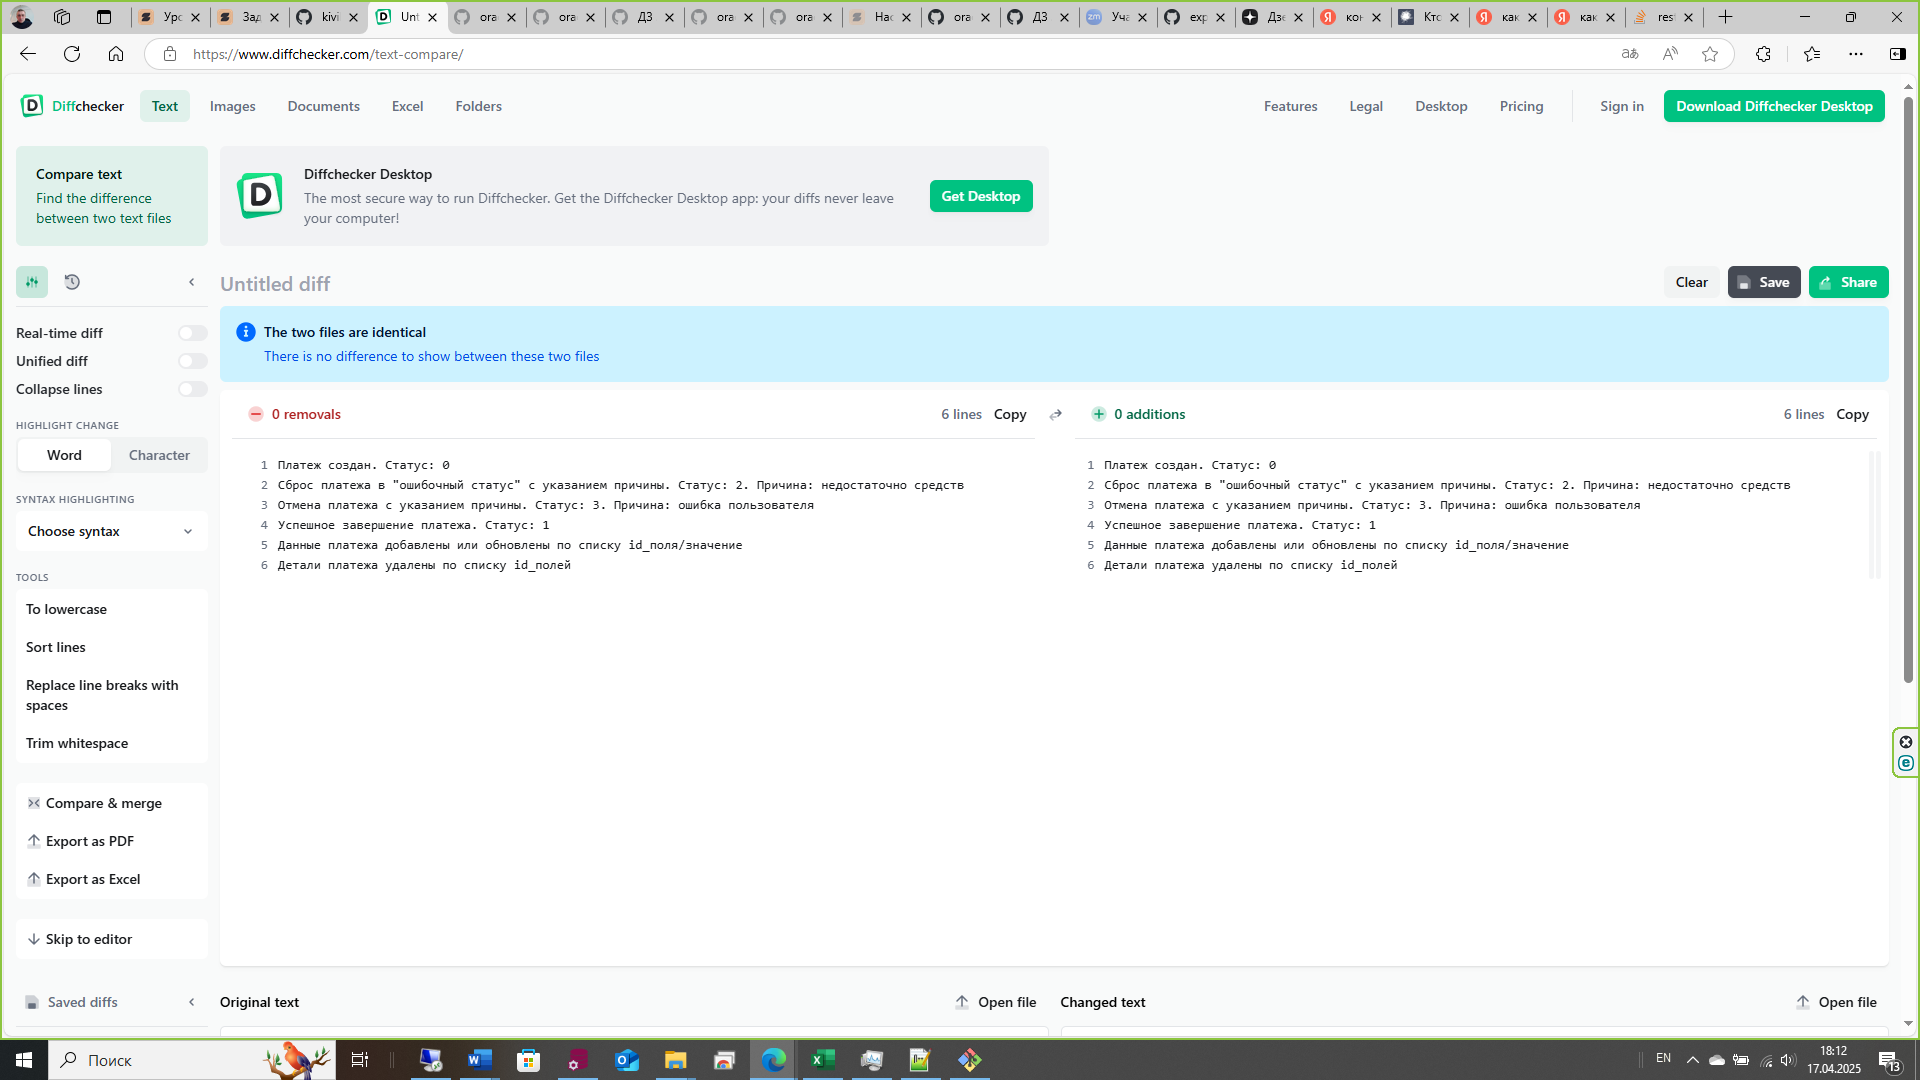 Урс
Зад
kivi
Unt
ora
ora
ДЗ
ora
ora
Нас
ora
ДЗ
Уча
exp
Дзе
кон
Ктс
как
как
rest
https://www.diffchecker.com/text-compare/
Diffchecker
Text
Images
Documents
Excel
Folders
Features
Legal
Desktop
Pricing
Sign in
Download Diffchecker Desktop
Compare text
Find the difference
between two text files
Diffchecker Desktop
The most secure way to run Diffchecker. Get the Diffchecker Desktop app: your diffs never leave
your computer!
Get Desktop
Untitled diff
Clear
Save
Share
The two files are identical
There is no difference to show between these two files
Real-time diff
Unified diff
Collapse lines
HIGHLIGHT CHANGE
Word
Character
SYNTAX HIGHLIGHTING
Choose syntax
TOOLS
To lowercase
Sort lines
Replace line breaks with
spaces
Trim whitespace
Compare & merge
Export as PDF
Export as Excel
Skip to editor
Saved diffs
0 removals
6 lines
Copy
1 Платеж создан. Статус: 0
2 Сброс платежа в "ошибочный статус" с указанием причины. Статус: 2. Причина: недостаточно средств
3 Отмена платежа с указанием причины. Статус: 3. Причина: ошибка пользователя
4 Успешное завершение платежа. Статус: 1
5 Данные платежа добавлены или обновлены по списку id_поля/значение
6 Детали платежа удалены по списку id_полей
0 additions
6 lines
Copy
1 Платеж создан. Статус: 0
2 Сброс платежа в "ошибочный статус" с указанием причины. Статус: 2. Причина: недостаточно средств
3 Отмена платежа с указанием причины. Статус: 3. Причина: ошибка пользователя
4 Успешное завершение платежа. Статус: 1
5 Данные платежа добавлены или обновлены по списку id_поля/значение
6 Детали платежа удалены по списку id_полей
Original text
Open file
Changed text
Open file
Поиск
EN
18:12
17.04.2025
13